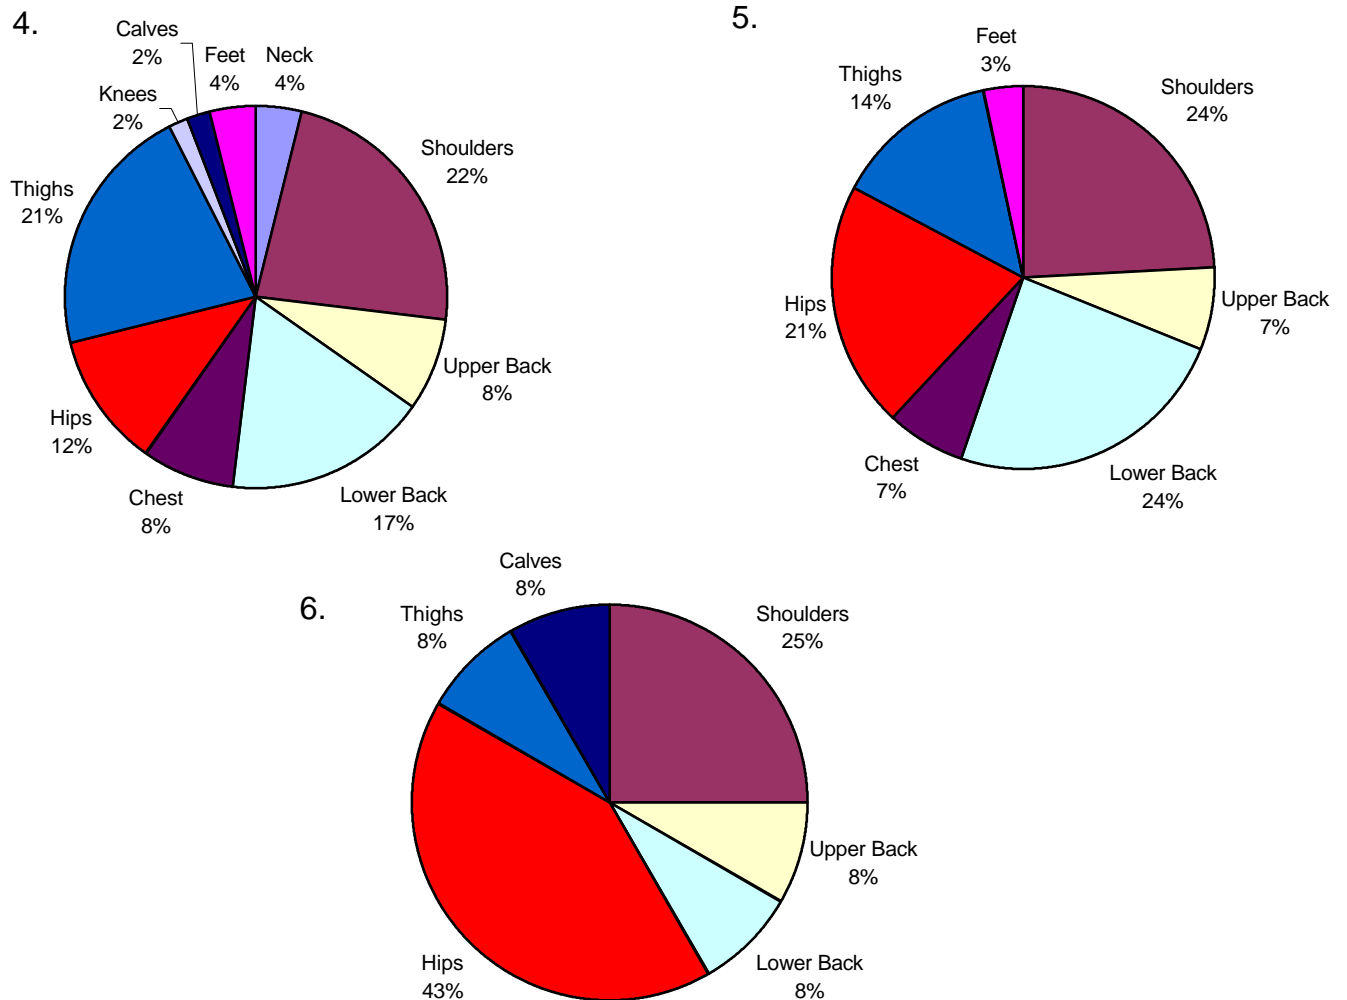 4.
Calves
2%
Feet
4%
Neck
4%
Knees
2%
Shoulders
22%
Thighs
21%
Upper Back
8%
Hips
12%
Lower Back
17%
Chest
8%
5.
Feet
3%
Thighs
14%
Shoulders
24%
Upper Back
7%
Hips
21%
Chest
7%
Lower Back
24%
6.
Calves
8%
Thighs
8%
Shoulders
25%
Upper Back
8%
Hips
43%
Lower Back
8%